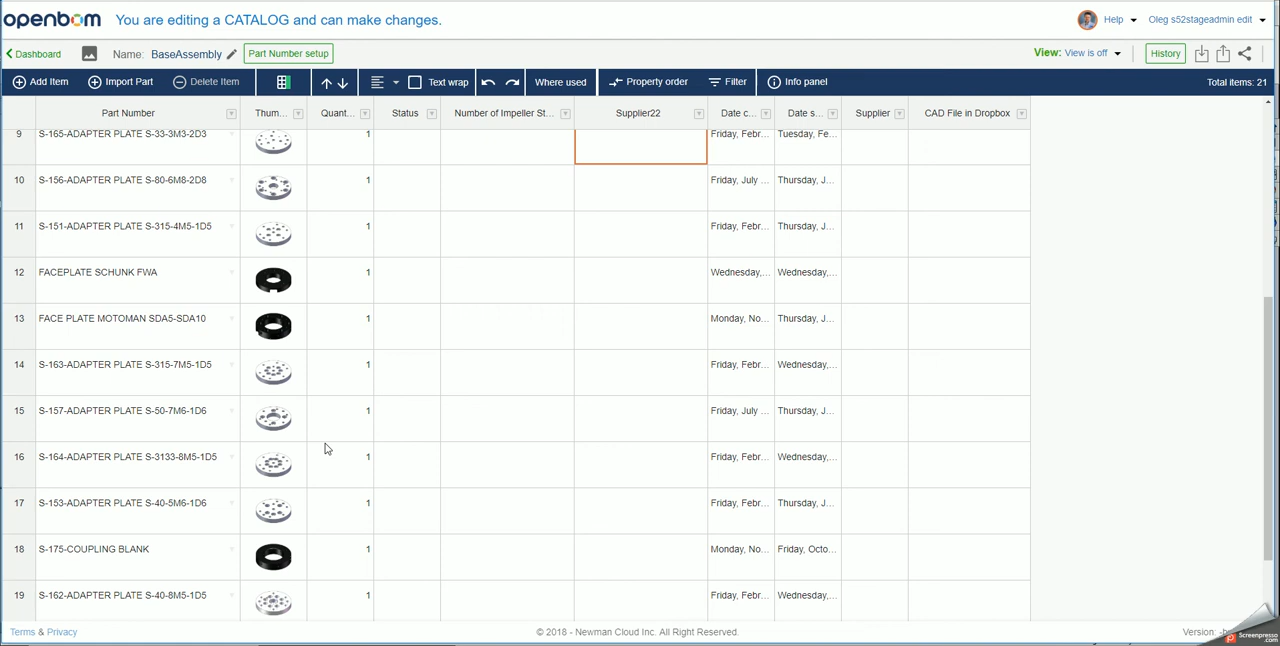 openbom You are editing a CATALOG and can make changes. Help Oleg s52stageadmin edit
Dashboard Name: BaseAssembly Part Number setup View: View is off History
Add Item Import Part Delete Item Text wrap Where used Property order Filter Info panel Total items: 21
Part Number Thum... Quant... Status Number of Impeller St... Supplier22 Date c... Date s... Supplier CAD File in Dropbox
9 S-165-ADAPTER PLATE S-33-3M3-2D3 1 Friday, Febr... Tuesday, Fe...
10 S-156-ADAPTER PLATE S-80-6M8-2D8 1 Friday, July ... Thursday, J...
11 S-151-ADAPTER PLATE S-315-4M5-1D5 1 Friday, Febr... Thursday, J...
12 FACEPLATE SCHUNK FWA 1 Wednesday,... Wednesday,...
13 FACE PLATE MOTOMAN SDA5-SDA10 1 Monday, No... Thursday, J...
14 S-163-ADAPTER PLATE S-315-7M5-1D5 1 Friday, Febr... Wednesday,...
15 S-157-ADAPTER PLATE S-50-7M6-1D6 1 Friday, July ... Thursday, J...
16 S-164-ADAPTER PLATE S-3133-8M5-1D5 1 Friday, Febr... Wednesday,...
17 S-153-ADAPTER PLATE S-40-5M6-1D6 1 Friday, Febr... Thursday, J...
18 S-175-COUPLING BLANK 1 Monday, No... Friday, Octo...
19 S-162-ADAPTER PLATE S-40-8M5-1D5 1 Friday, Febr... Wednesday,...
Terms & Privacy © 2018 - Newman Cloud Inc. All Right Reserved. Version:
Screenpresso
.com